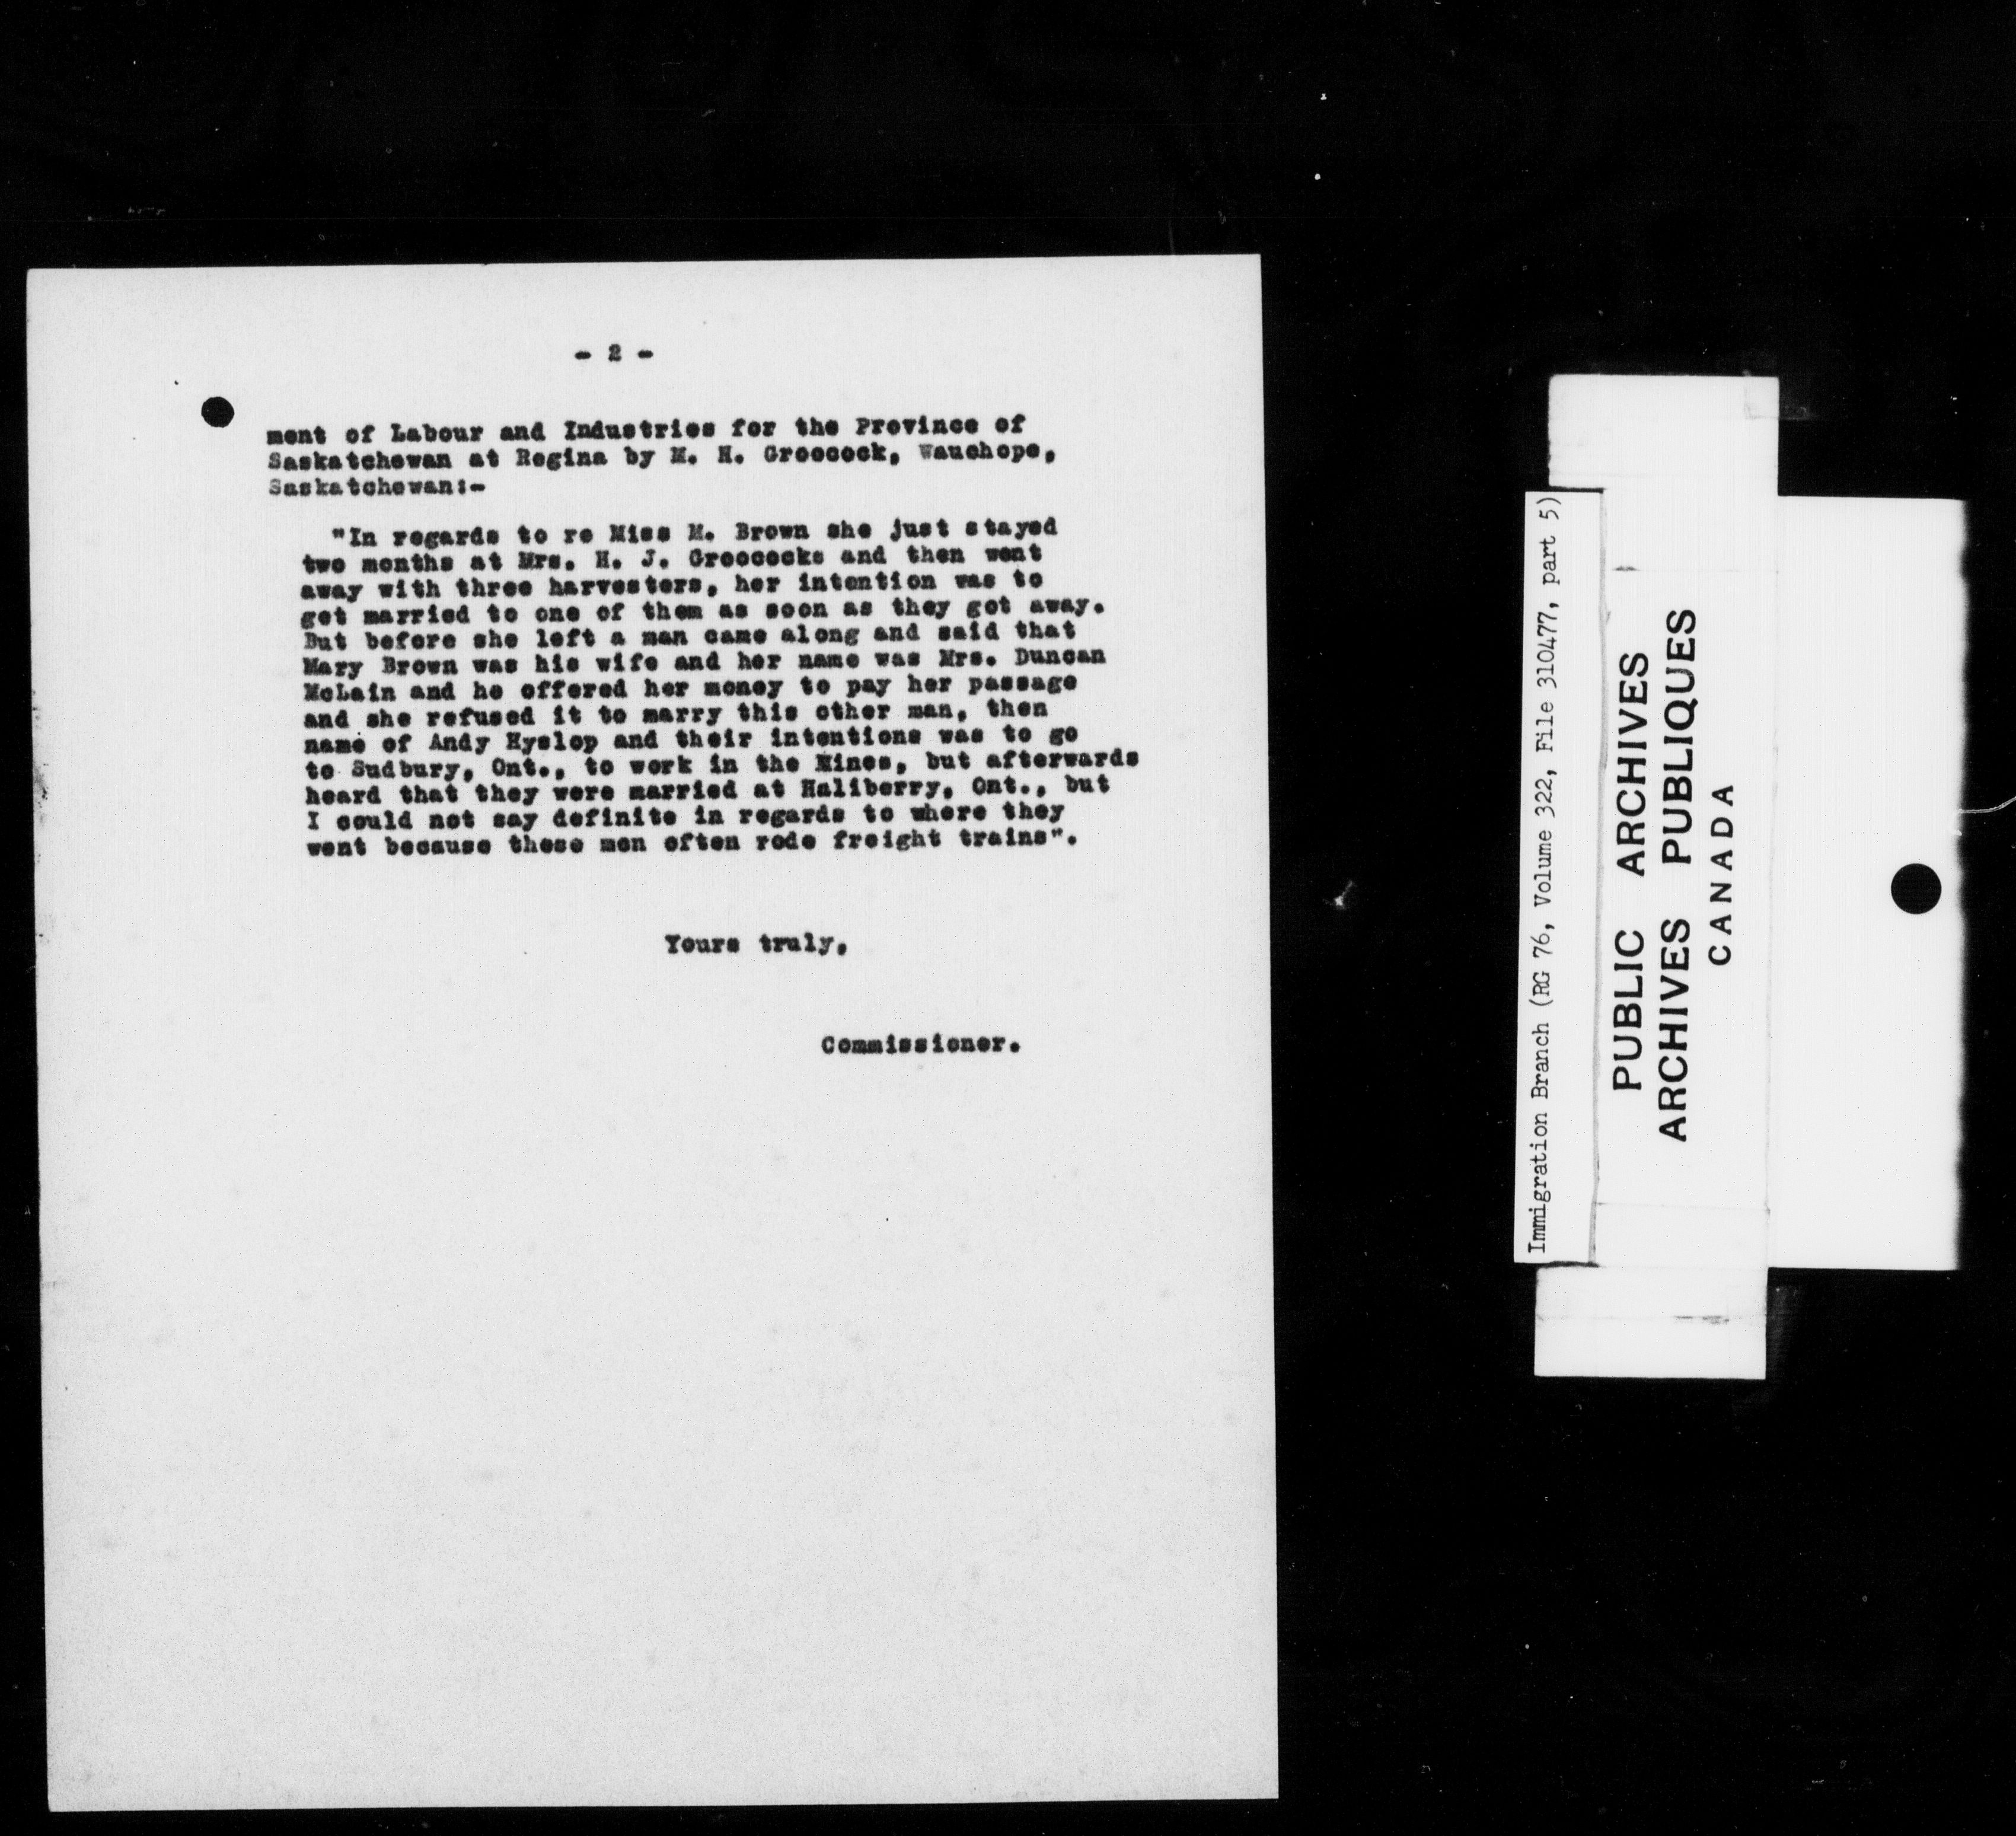 - 2 -
ment of Labour and Industries for the Province of
Saskatchewan at Regina by M. H. Groocock, Wauchope,
Saskatchewan:-
"In regards to re Miss M. Brown she just stayed
two months at Mrs. H. J. Groococks and then went
away with three harvesters, her intention was to
get married to one of them as soon as they got away.
But before she left a man came along and said that
Mary Brown was his wife and her name was Mrs. Duncan
McLain and he offered her money to pay her passage
and she refused it to marry this other man, then
name of Andy Hyslop and their intentions was to go
to Sudbury, Ont., to work in the Mines, but afterwards
heard that they were married at Haliberry, Ont., but
I could not say definite in regards to where they
went because these men often rode freight trains".
Yours truly,
Commissioner.
Immigration Branch (RG 76, Volume 322, File 310477, part 5)
PUBLIC ARCHIVES
ARCHIVES PUBLIQUES
CANADA